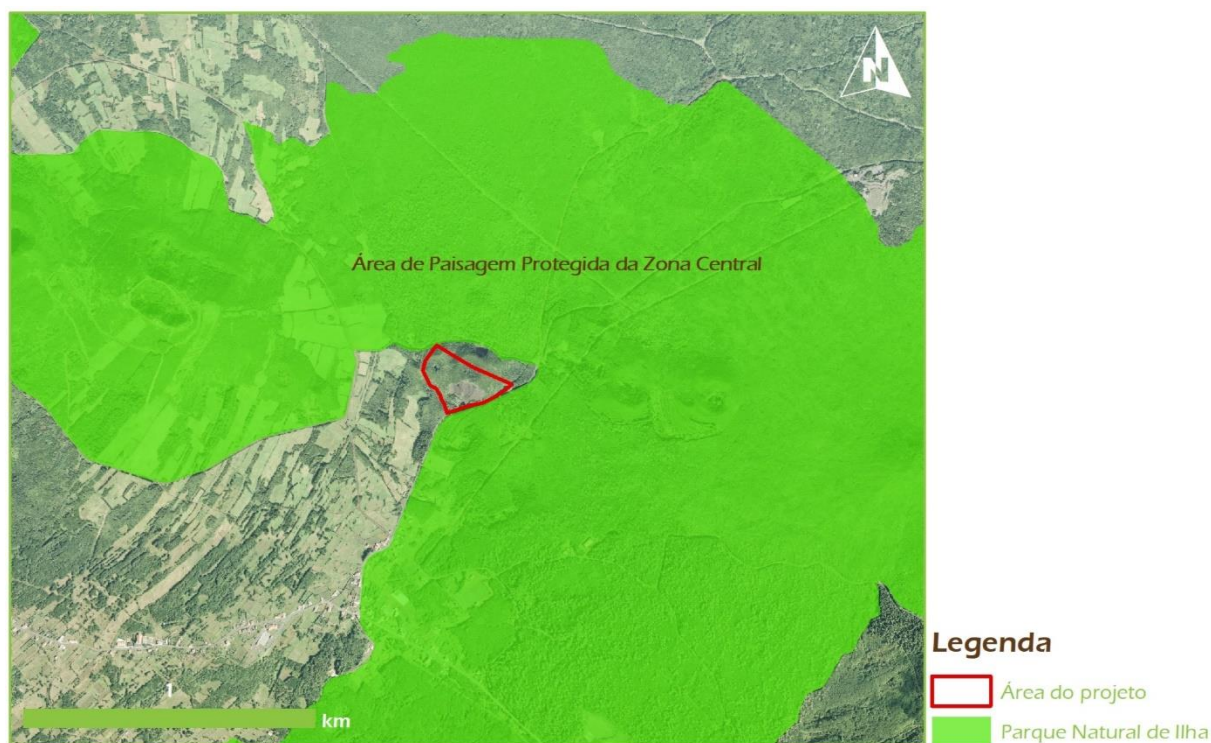 N
Área de Paisagem Protegida da Zona Central
1
km
Legenda
Área do projeto
Parque Natural de Ilha